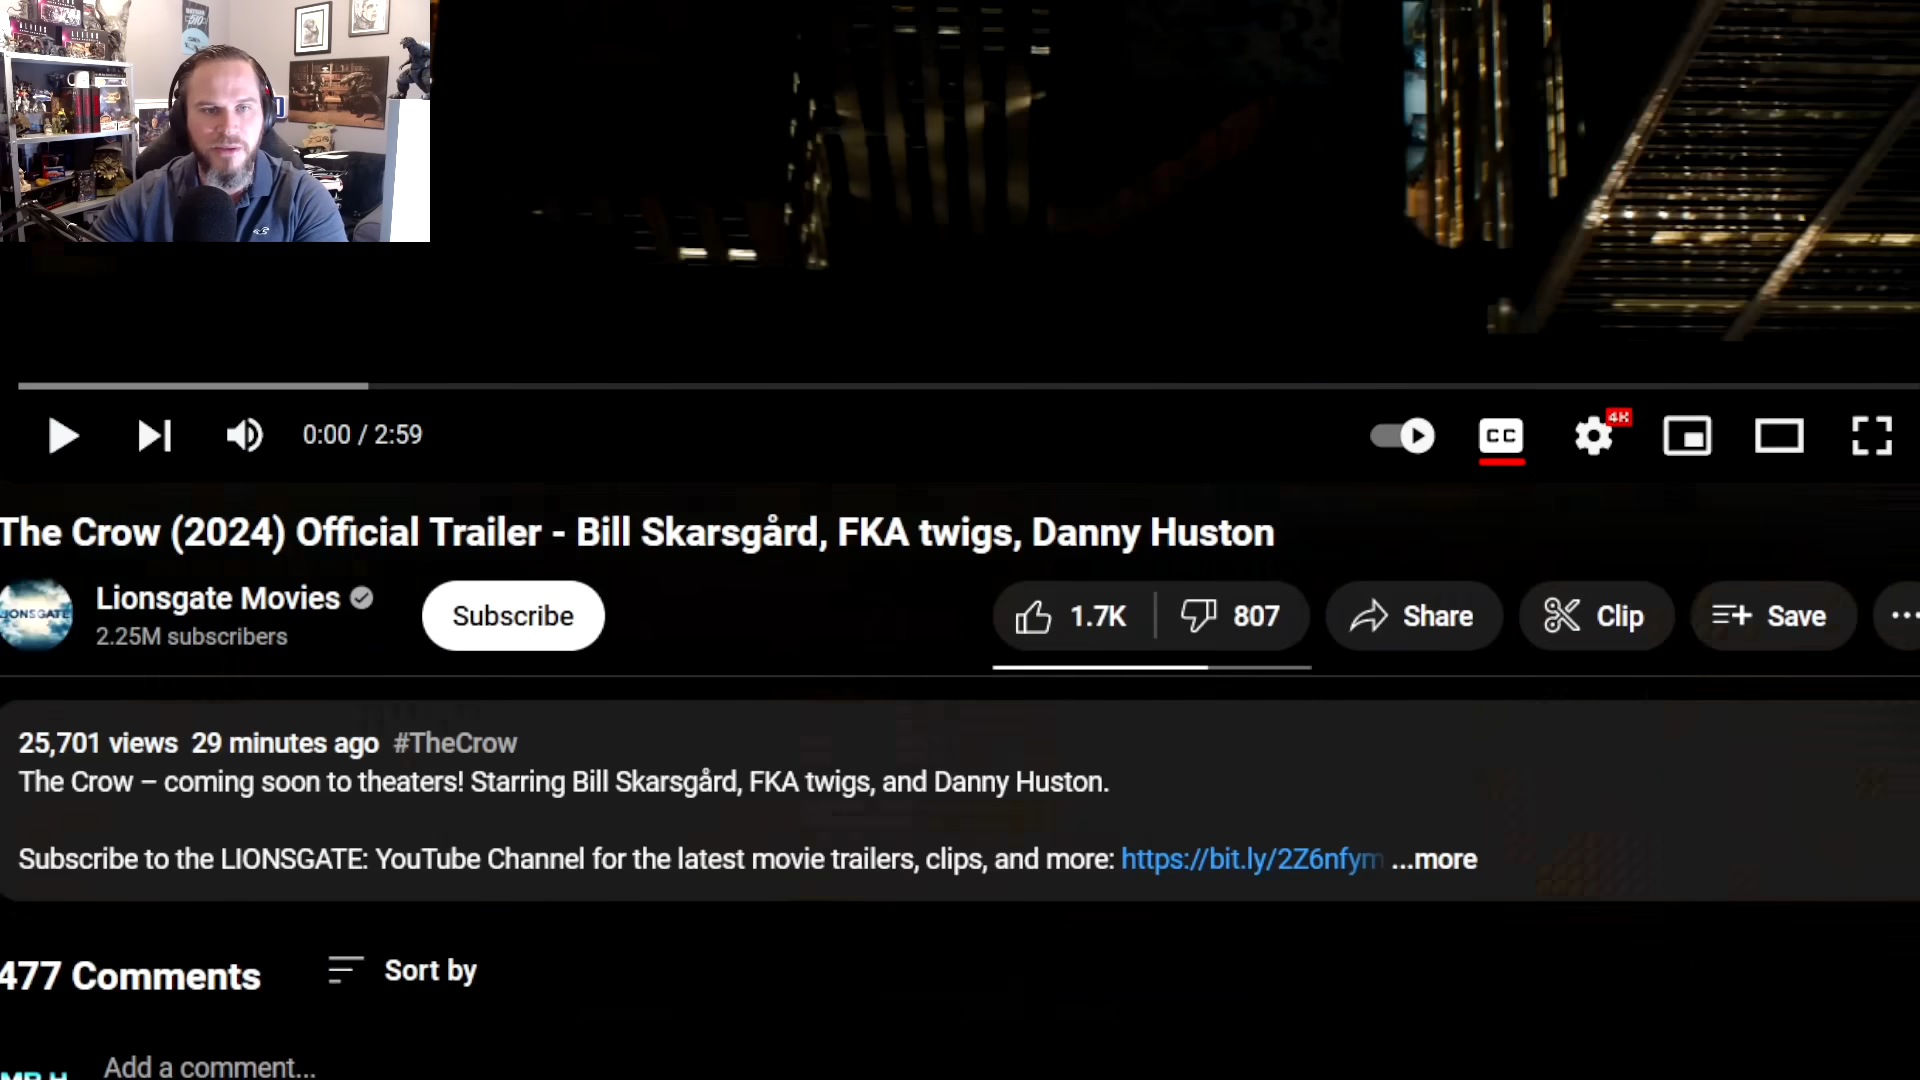 0:00 / 2:59
CC
4K
The Crow (2024) Official Trailer - Bill Skarsgård, FKA twigs, Danny Huston
LIONSGATE
Lionsgate Movies
2.25M subscribers
Subscribe
1.7K
807
Share
Clip
Save
25,701 views 29 minutes ago #TheCrow
The Crow – coming soon to theaters! Starring Bill Skarsgård, FKA twigs, and Danny Huston.
Subscribe to the LIONSGATE: YouTube Channel for the latest movie trailers, clips, and more: https://bit.ly/2Z6nfym ...more
477 Comments
Sort by
Add a comment...